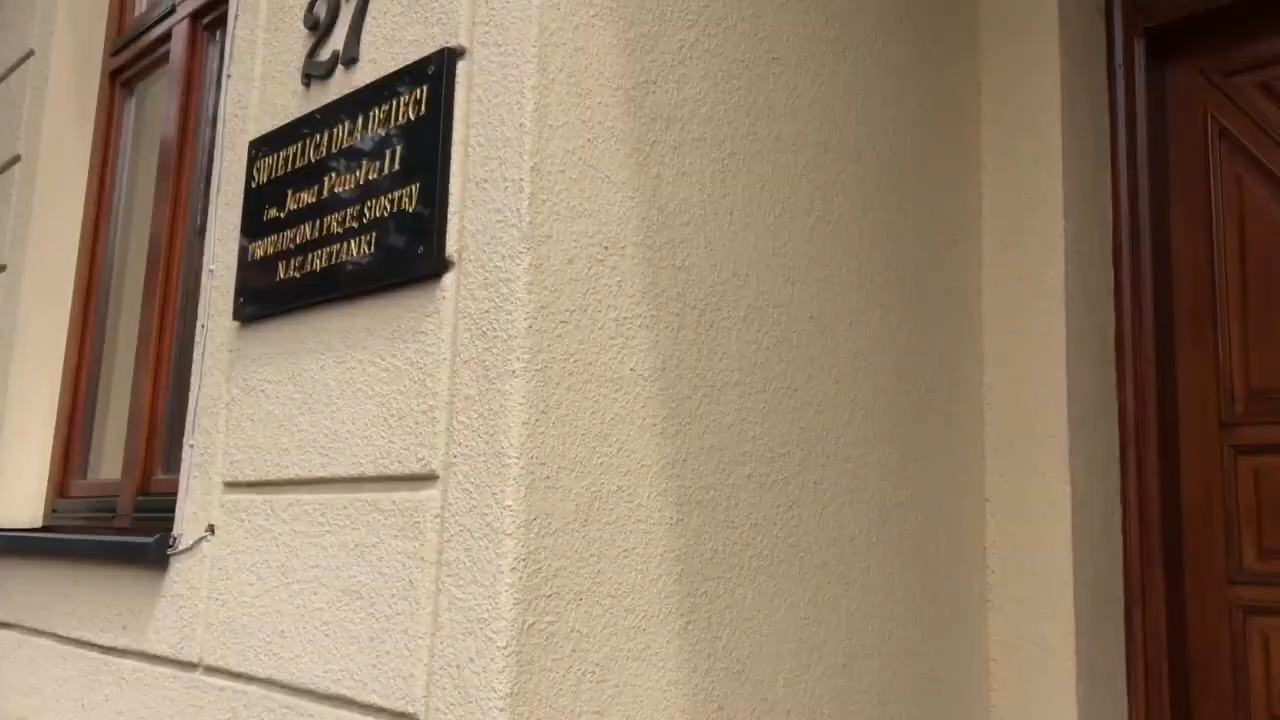 27
ŚWIETLICA DLA DZIECI
im. Jana Pawła II
PROWADZONA PRZEZ SIOSTRY
NAZARETANKI